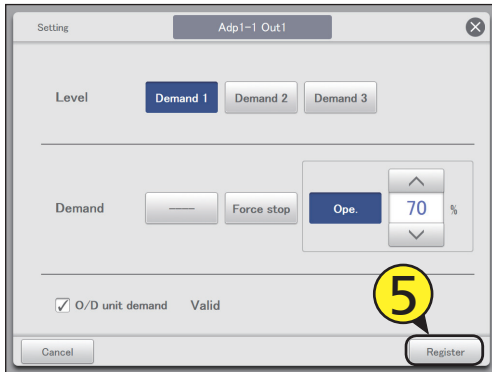 Setting Adp1-1 Out1
Level Demand 1 Demand 2 Demand 3
Demand ---- Force stop Ope. 70 %
O/D unit demand Valid
5
Cancel Register